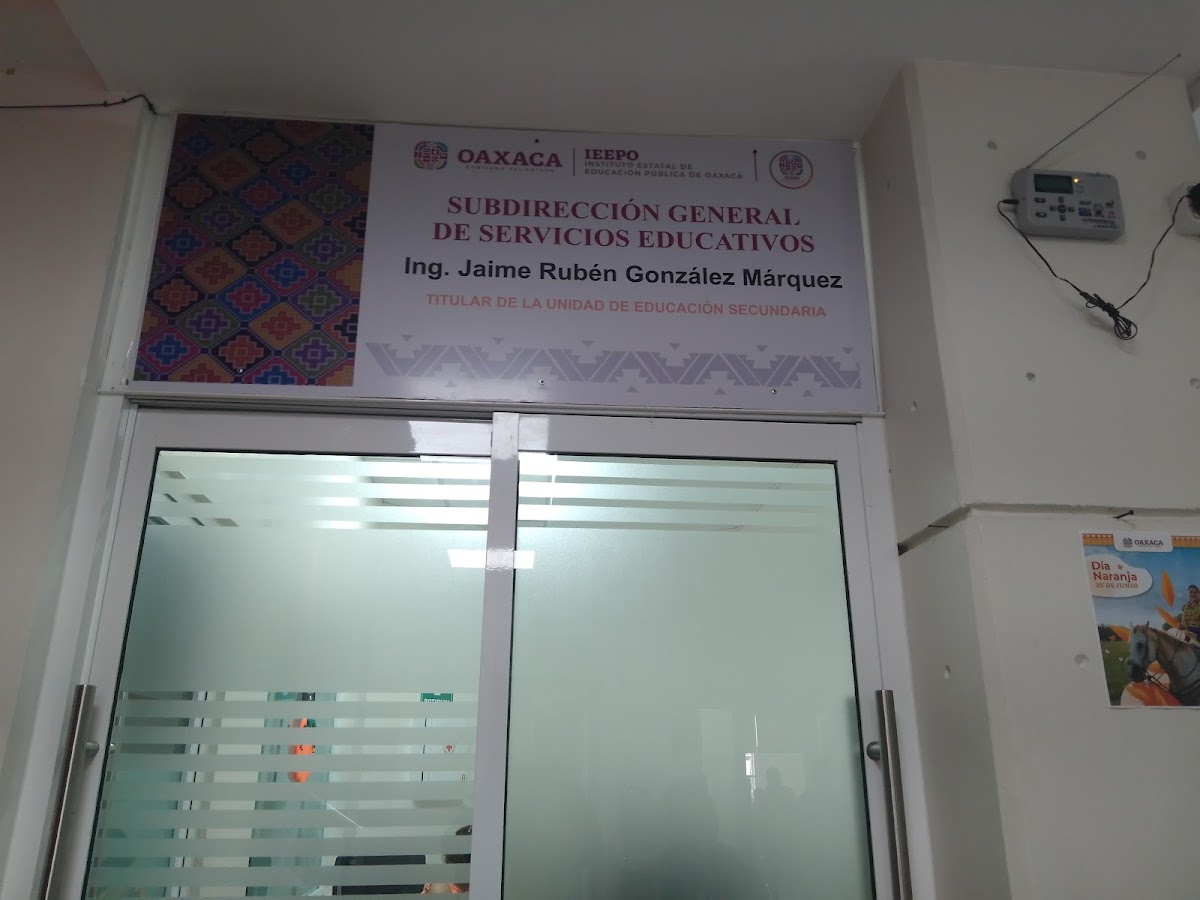 OAXACA
GOBIERNO DEL ESTADO
IEEPO
INSTITUTO ESTATAL DE
EDUCACIÓN PÚBLICA DE OAXACA
IEEPO
SUBDIRECCIÓN GENERAL
DE SERVICIOS EDUCATIVOS
Ing. Jaime Rubén González Márquez
TITULAR DE LA UNIDAD DE EDUCACIÓN SECUNDARIA
OAXACA
Día
Naranja
25 DE JUNIO